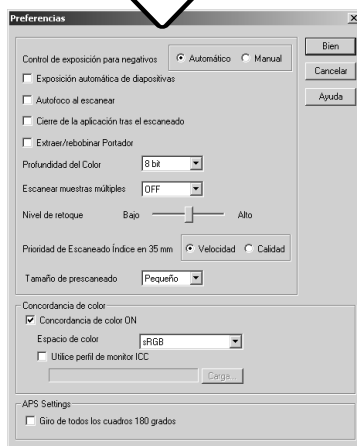 Preferencias
Bien
Cancelar
Ayuda
Control de exposición para negativos
Automático
Manual
Exposición automática de diapositivas
Autofoco al escanear
Cierre de la aplicación tras el escaneado
Extraer/rebobinar Portador
Profundidad del Color
8 bit
Escanear muestras múltiples
OFF
Nivel de retoque
Bajo
Alto
Prioridad de Escaneado Índice en 35 mm
Velocidad
Calidad
Tamaño de prescaneado
Pequeño
Concordancia de color
Concordancia de color ON
Espacio de color
sRGB
Utilice perfil de monitor ICC
Carga...
APS Settings
Giro de todos los cuadros 180 grados